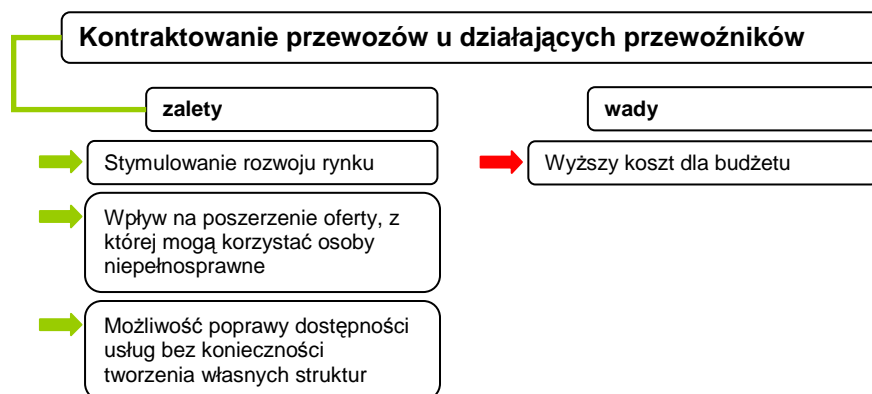 Kontraktowanie przewozów u działających przewoźników
zalety
wady
Stymulowanie rozwoju rynku
Wyższy koszt dla budżetu
Wpływ na poszerzenie oferty, z
której mogą korzystać osoby
niepełnosprawne
Możliwość poprawy dostępności
usług bez konieczności
tworzenia własnych struktur